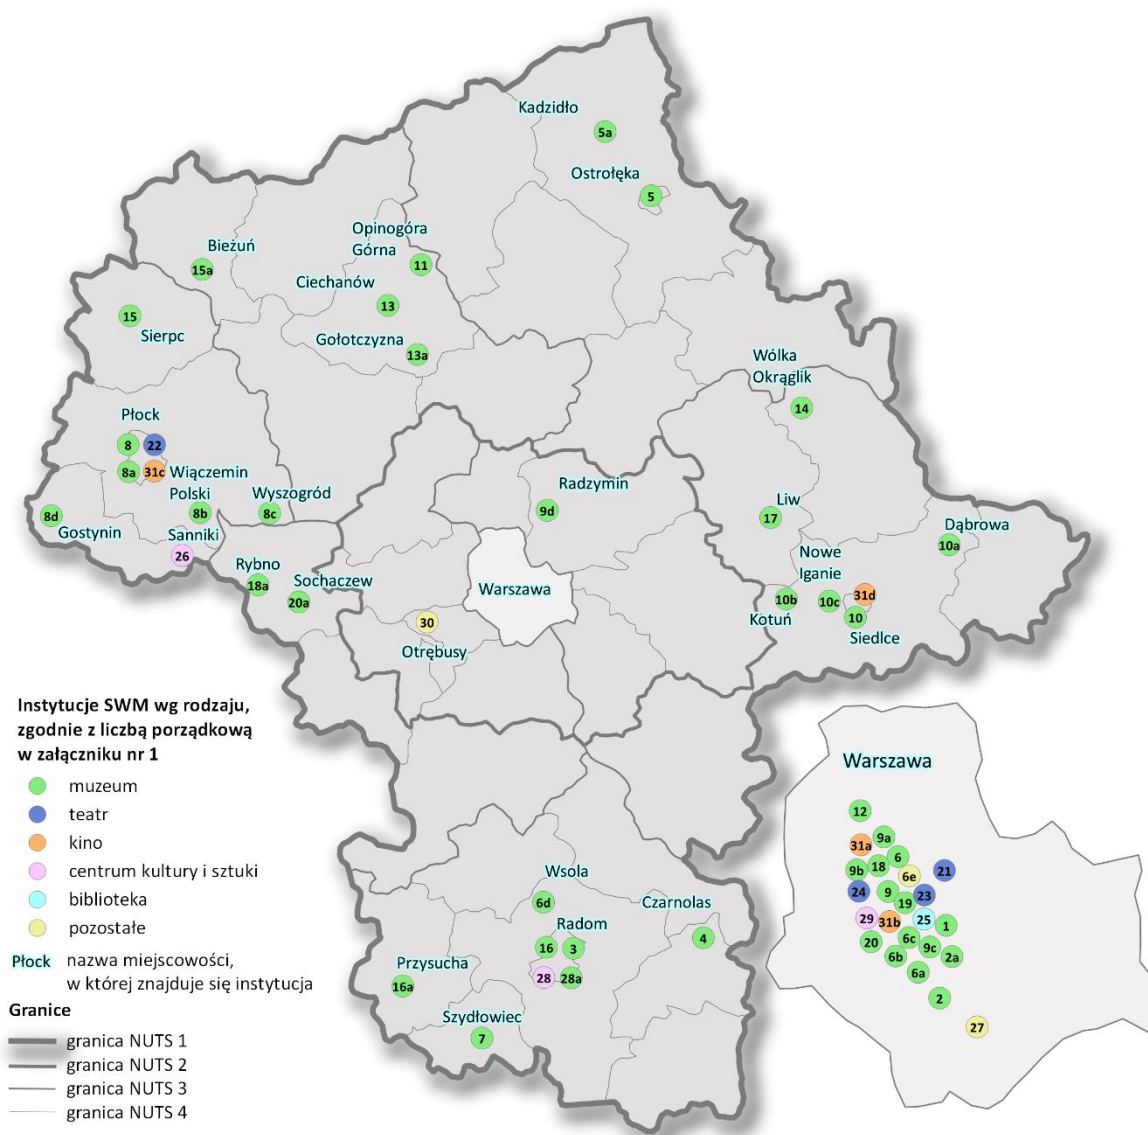 Kadzidło
5a
Ostrołęka
5
Opinogóra
Górna
11
Bieżuń
15a
Ciechanów
13
15
Sierpc
Gołotczyzna
13a
Wólka
Okrąglik
14
Płock
8
22
8a
31c
Wiączemin
Polski
8b
Wyszogród
8c
8d
Gostynin
Sanniki
26
Radzymin
9d
Liw
17
Dąbrowa
10a
Nowe
Iganie
10b
10c
31d
10
Kotuń
Siedlce
Rybno
18a
Sochaczew
20a
Warszawa
30
Otrębusy
Instytucje SWM wg rodzaju,
zgodnie z liczbą porządkową
w załączniku nr 1
muzeum
teatr
kino
centrum kultury i sztuki
biblioteka
pozostałe
Płock
nazwa miejscowości,
w której znajduje się instytucja
Granice
granica NUTS 1
granica NUTS 2
granica NUTS 3
granica NUTS 4
Wsola
6d
Czarnolas
4
Radom
16
3
28
28a
Przysucha
16a
Szydłowiec
7
Warszawa
12
9a
31a
6
9b
18
6e
21
24
9
19
23
29
31b
25
1
20
6c
9c
6b
2a
6a
2
27